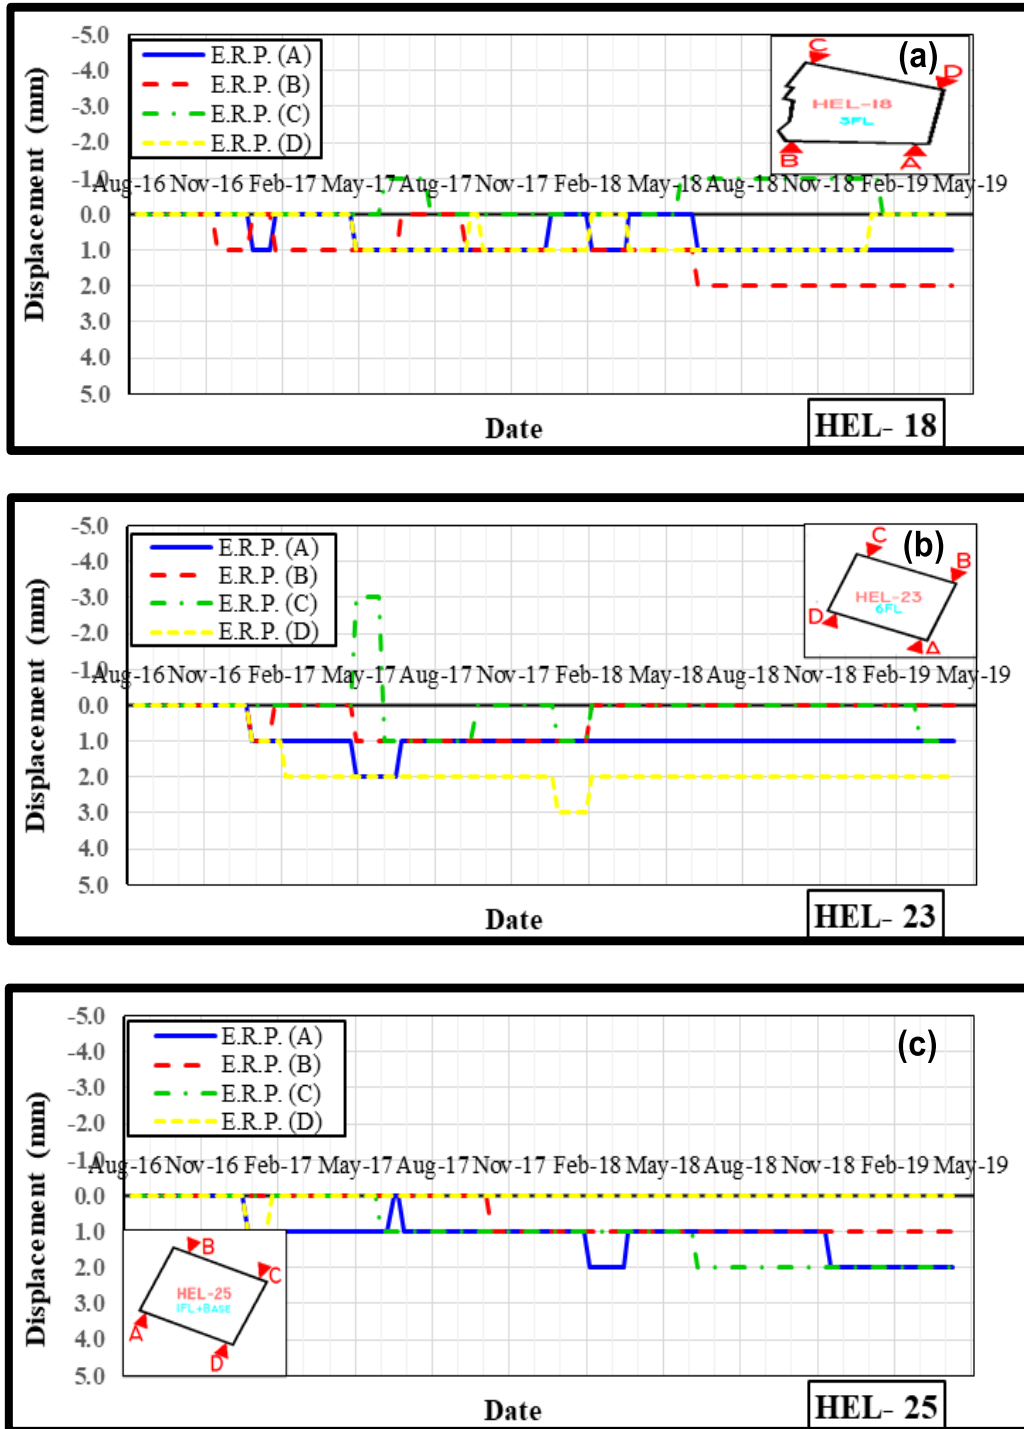 -5.0
E.R.P. (A)
E.R.P. (B)
E.R.P. (C)
E.R.P. (D)
(a)
C
D
HEL-18
3FL
B
A
-4.0
-3.0
-2.0
-1.0
Aug-16 Nov-16 Feb-17 May-17 Aug-17 Nov-17 Feb-18 May-18 Aug-18 Nov-18 Feb-19 May-19
0.0
1.0
2.0
3.0
4.0
5.0
Displacement (mm)
Date
HEL- 18
-5.0
E.R.P. (A)
E.R.P. (B)
E.R.P. (C)
E.R.P. (D)
(b)
C
B
HEL-23
6FL
D
A
-4.0
-3.0
-2.0
-1.0
Aug-16 Nov-16 Feb-17 May-17 Aug-17 Nov-17 Feb-18 May-18 Aug-18 Nov-18 Feb-19 May-19
0.0
1.0
2.0
3.0
4.0
5.0
Displacement (mm)
Date
HEL- 23
-5.0
E.R.P. (A)
E.R.P. (B)
E.R.P. (C)
E.R.P. (D)
(c)
-4.0
-3.0
-2.0
-1.0
Aug-16 Nov-16 Feb-17 May-17 Aug-17 Nov-17 Feb-18 May-18 Aug-18 Nov-18 Feb-19 May-19
0.0
1.0
2.0
3.0
4.0
5.0
B
C
HEL-25
1FL+BASE
A
D
Displacement (mm)
Date
HEL- 25